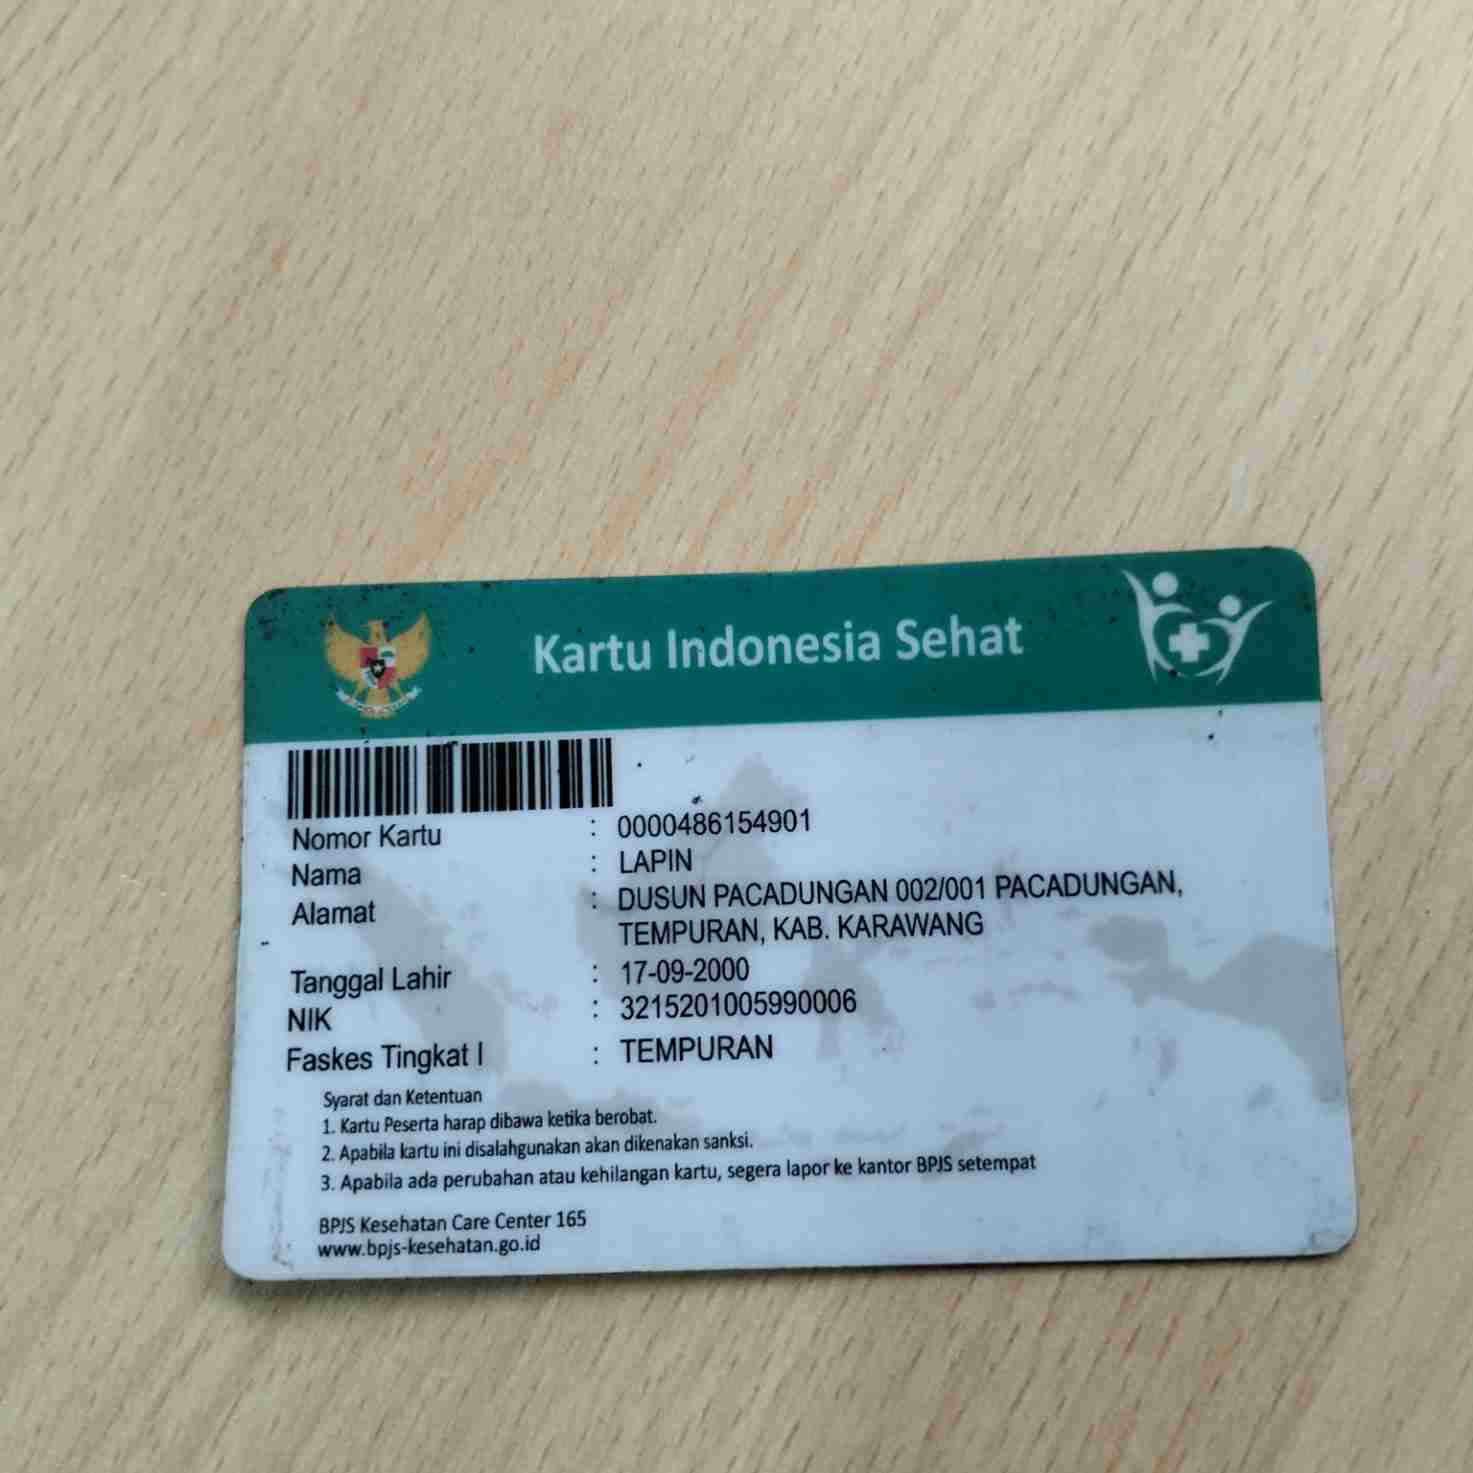 Kartu Indonesia Sehat
Nomor Kartu : 0000486154901
Nama : LAPIN
Alamat : DUSUN PACADUNGAN 002/001 PACADUNGAN,
TEMPURAN, KAB. KARAWANG
Tanggal Lahir : 17-09-2000
NIK : 3215201005990006
Faskes Tingkat I : TEMPURAN
Syarat dan Ketentuan
1. Kartu Peserta harap dibawa ketika berobat.
2. Apabila kartu ini disalahgunakan akan dikenakan sanksi.
3. Apabila ada perubahan atau kehilangan kartu, segera lapor ke kantor BPJS setempat
BPJS Kesehatan Care Center 165
www.bpjs-kesehatan.go.id